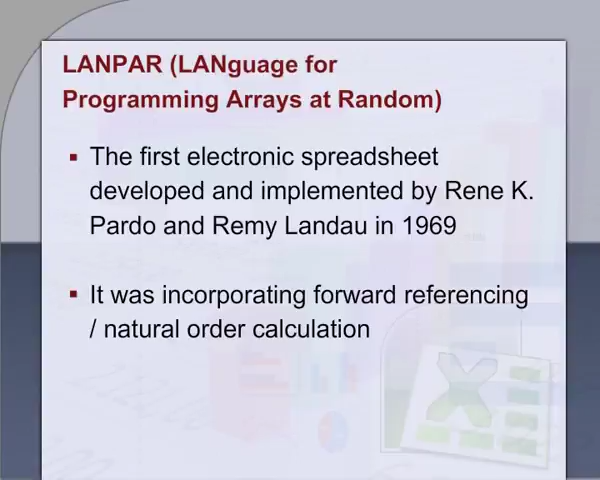 LANPAR (LANguage for
Programming Arrays at Random)
▪ The first electronic spreadsheet
developed and implemented by Rene K.
Pardo and Remy Landau in 1969
▪ It was incorporating forward referencing
/ natural order calculation